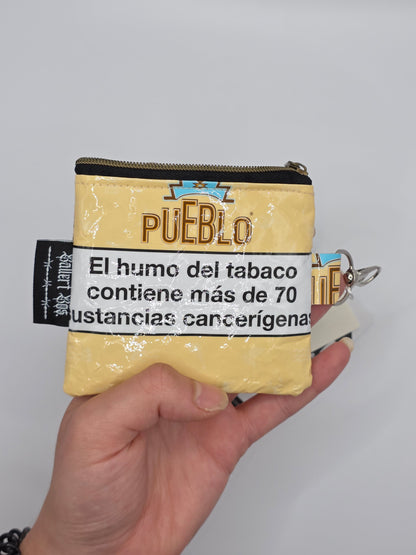 PUEBLO
El humo del tabaco
contiene más de 70
ustancias cancerígenas